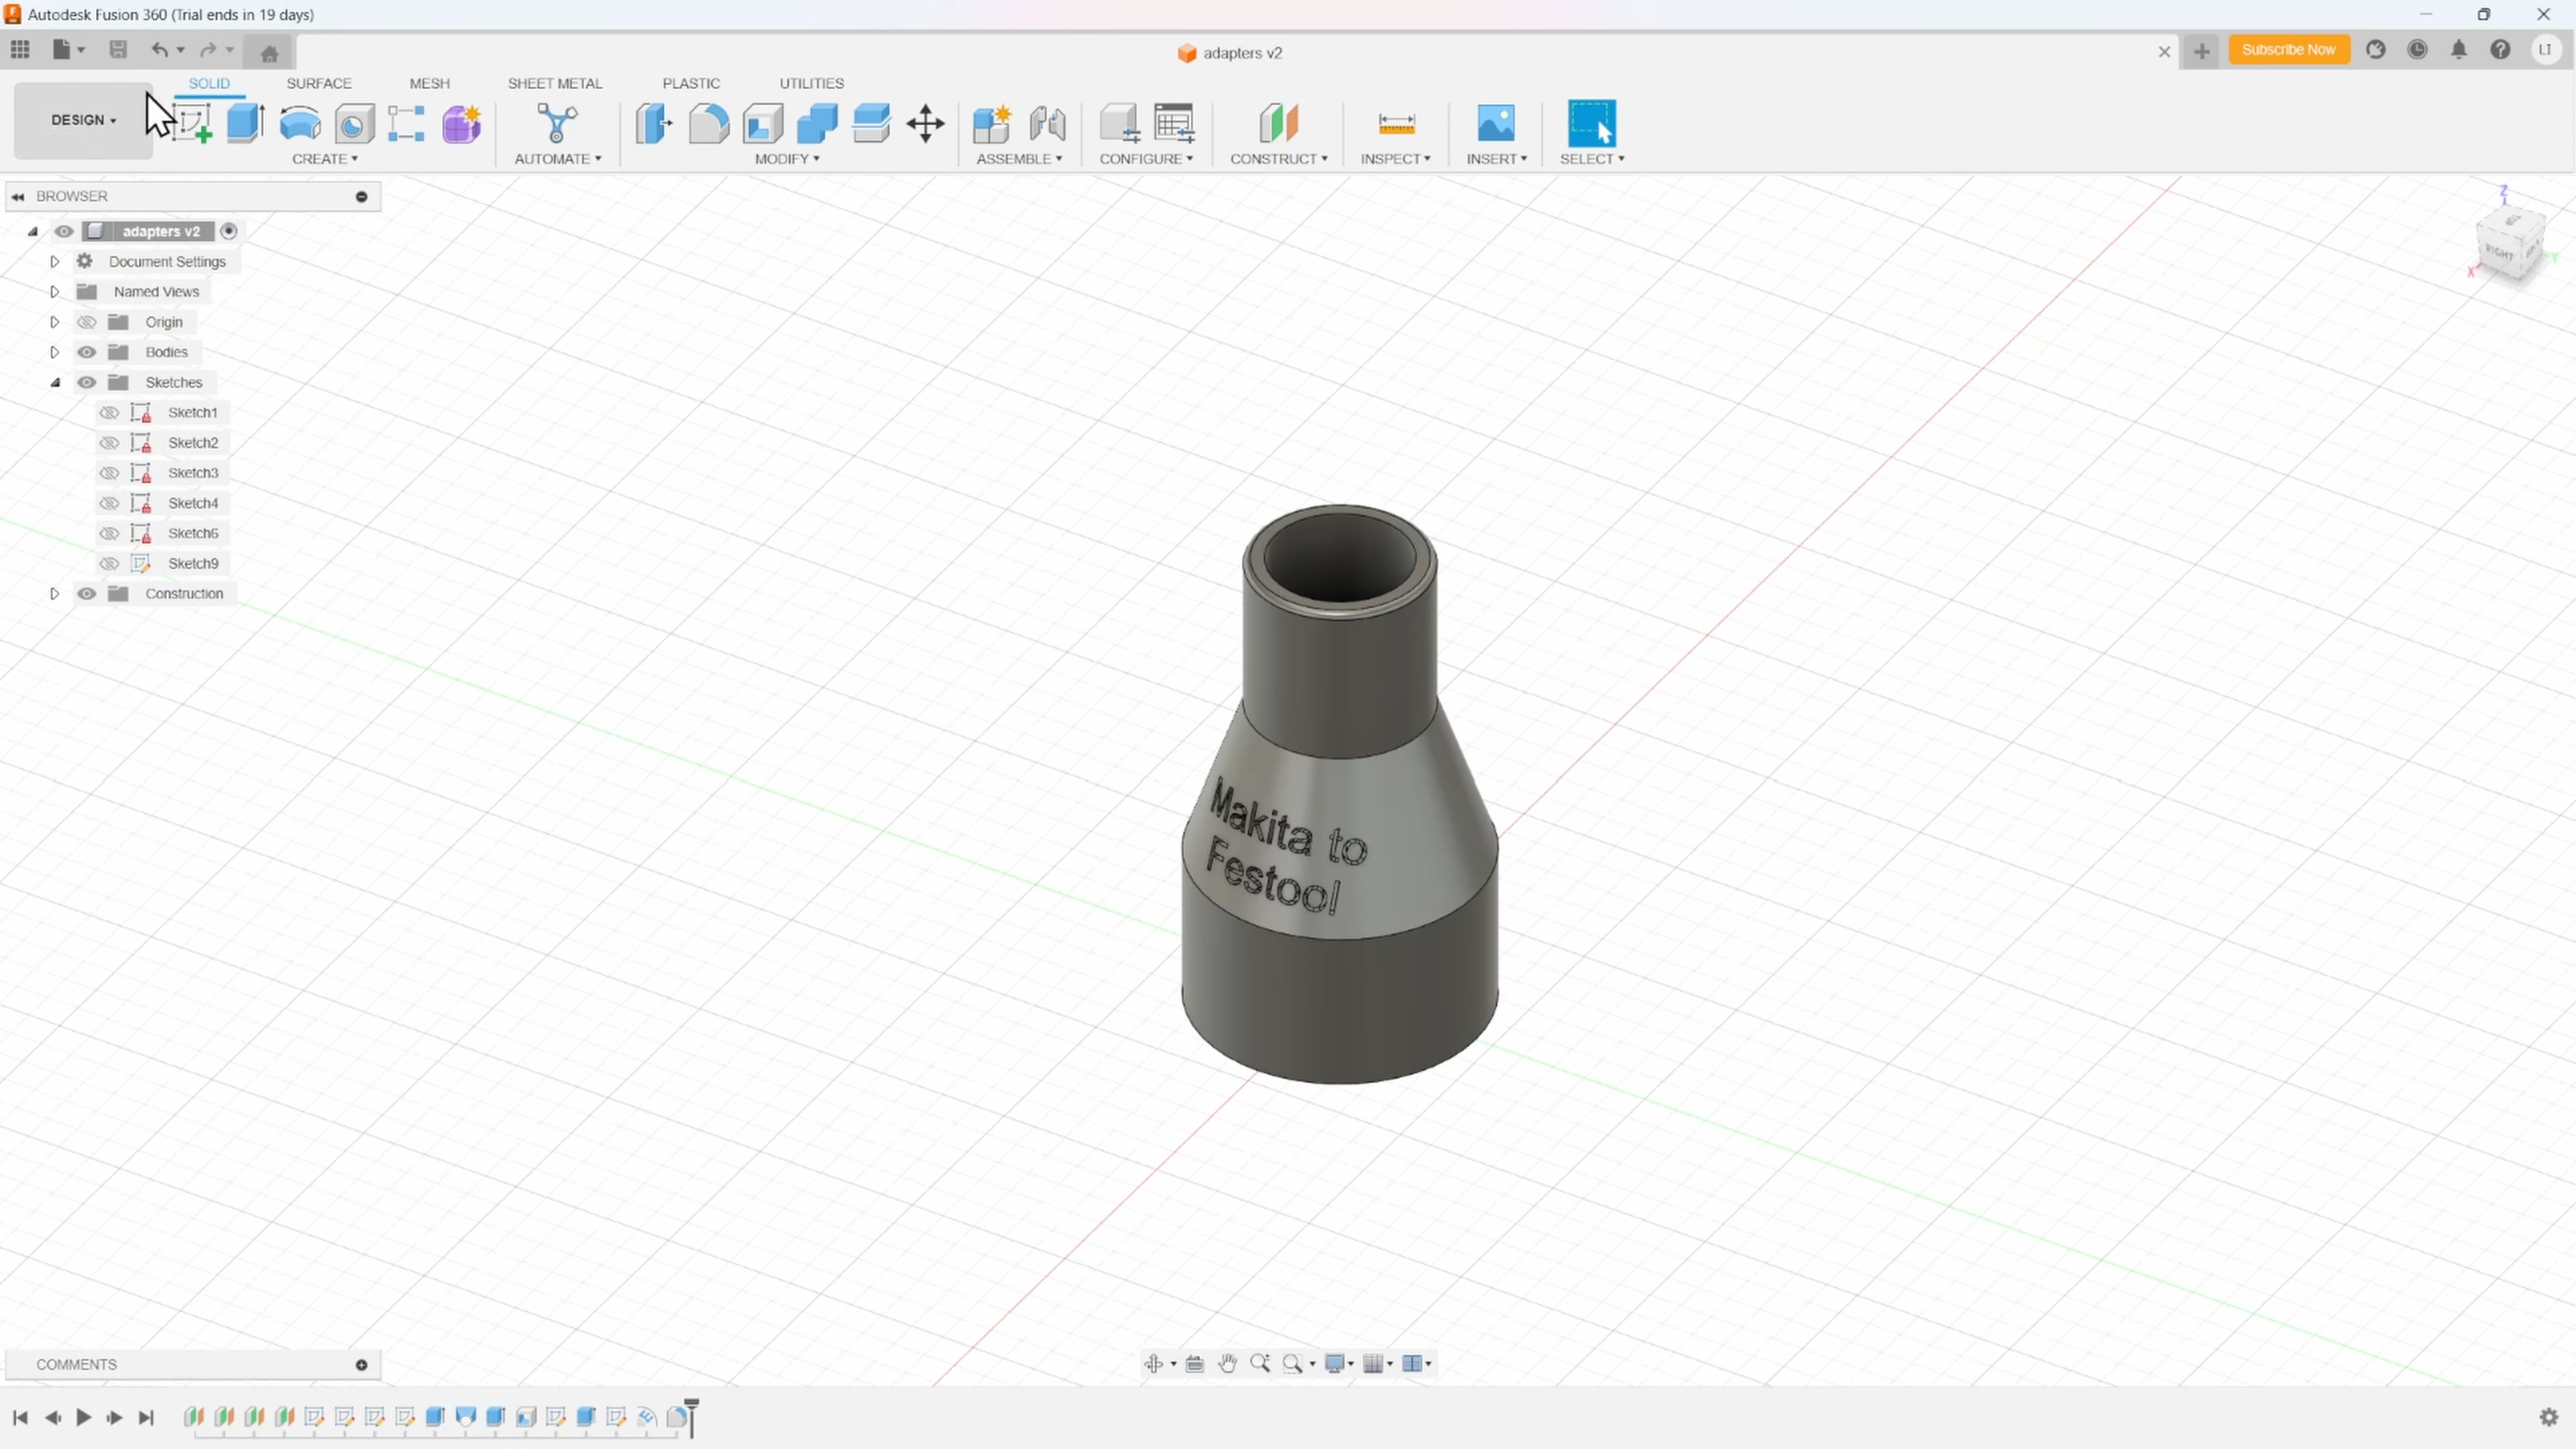 Autodesk Fusion 360 (Trial ends in 19 days)
adapters v2
Subscribe Now
LI
SOLID
SURFACE
MESH
SHEET METAL
PLASTIC
UTILITIES
DESIGN
CREATE
AUTOMATE
MODIFY
ASSEMBLE
CONFIGURE
CONSTRUCT
INSPECT
INSERT
SELECT
BROWSER
adapters v2
Document Settings
Named Views
Origin
Bodies
Sketches
Sketch1
Sketch2
Sketch3
Sketch4
Sketch6
Sketch9
Construction
Z
RIGHT
X
Y
Makita to
Festool
COMMENTS